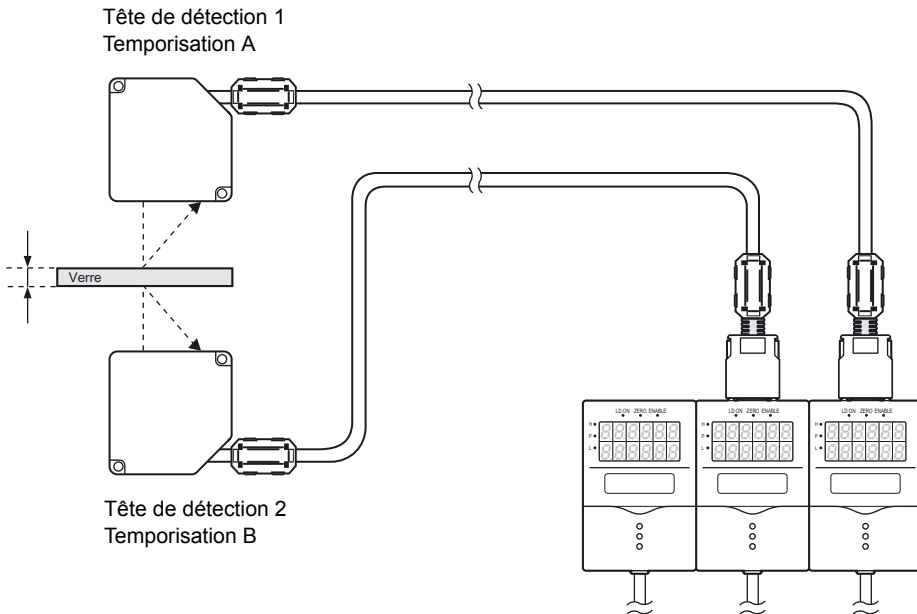 Tête de détection 1
Temporisation A
Verre
Tête de détection 2
Temporisation B
LD ON ZERO ENABLE
H
P
L
LD ON ZERO ENABLE
H
P
L
LD ON ZERO ENABLE
H
P
L